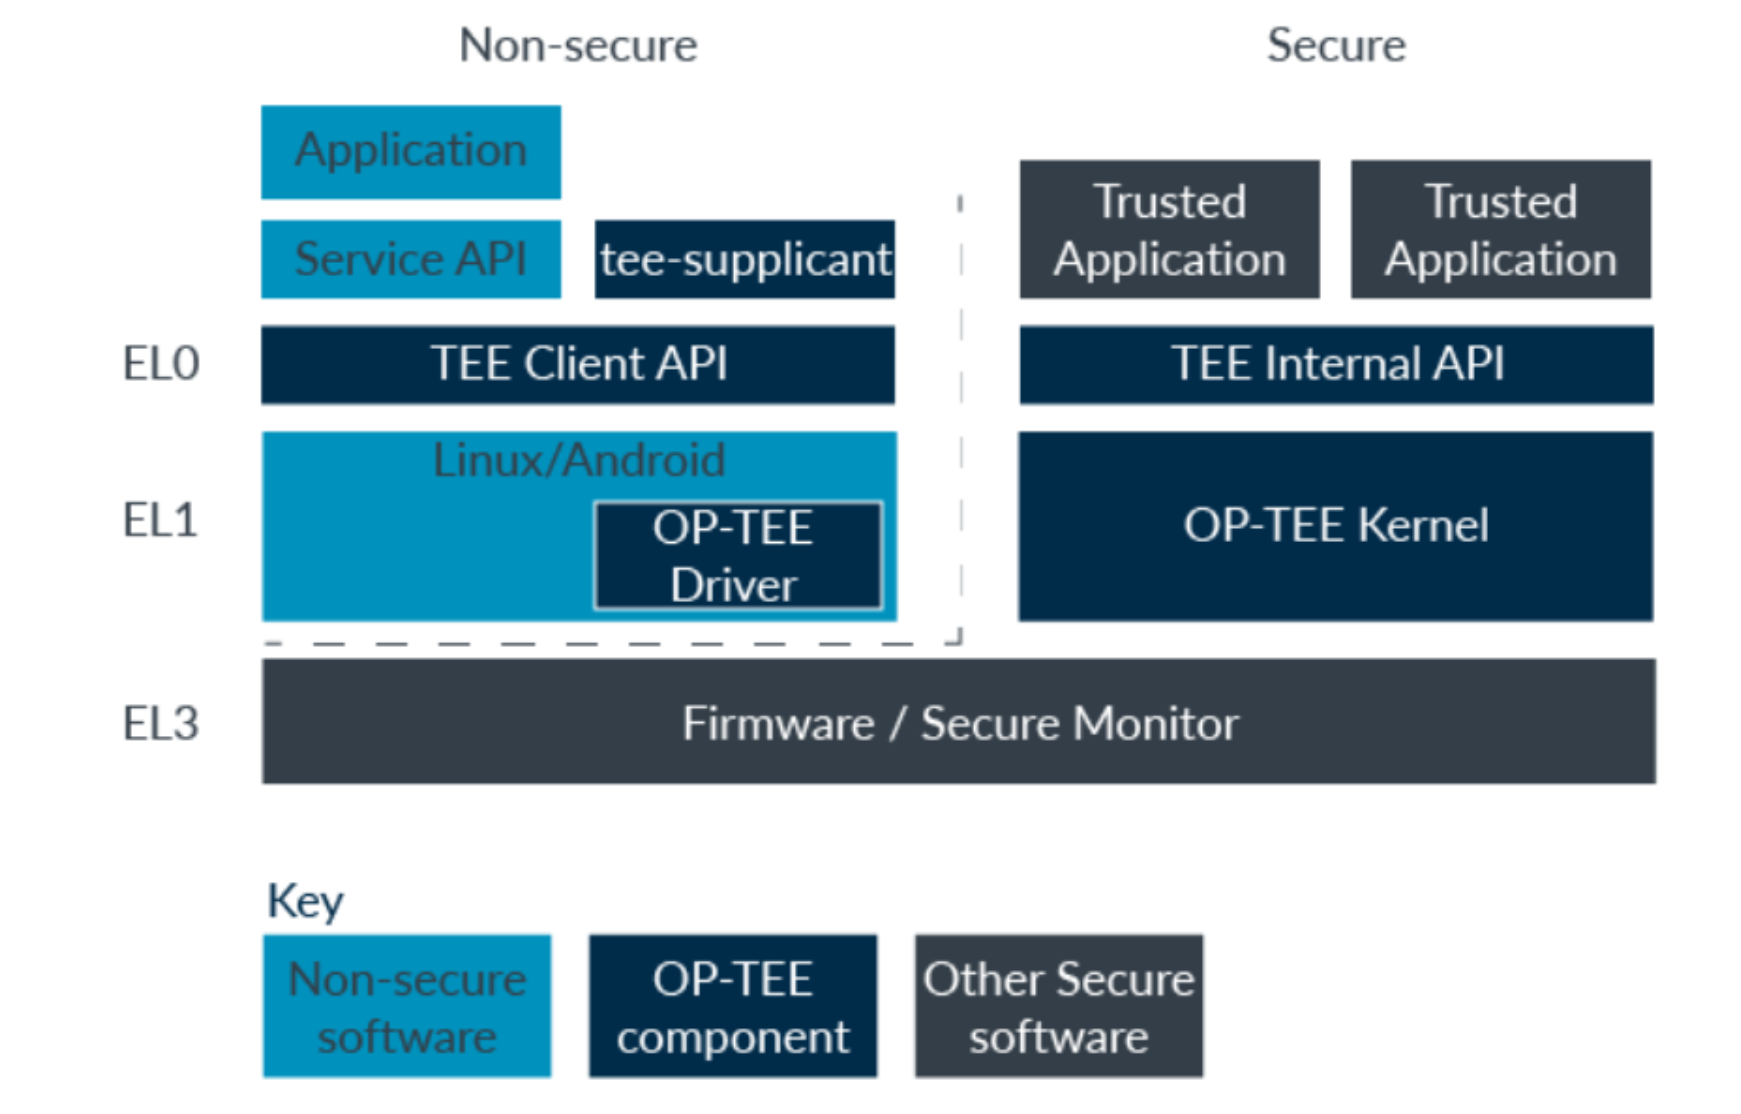 Non-secure
Secure
Application
Service API
tee-supplicant
Trusted
Application
Trusted
Application
EL0
TEE Client API
TEE Internal API
EL1
Linux/Android
OP-TEE
Driver
OP-TEE Kernel
EL3
Firmware / Secure Monitor
Key
Non-secure
software
OP-TEE
component
Other Secure
software